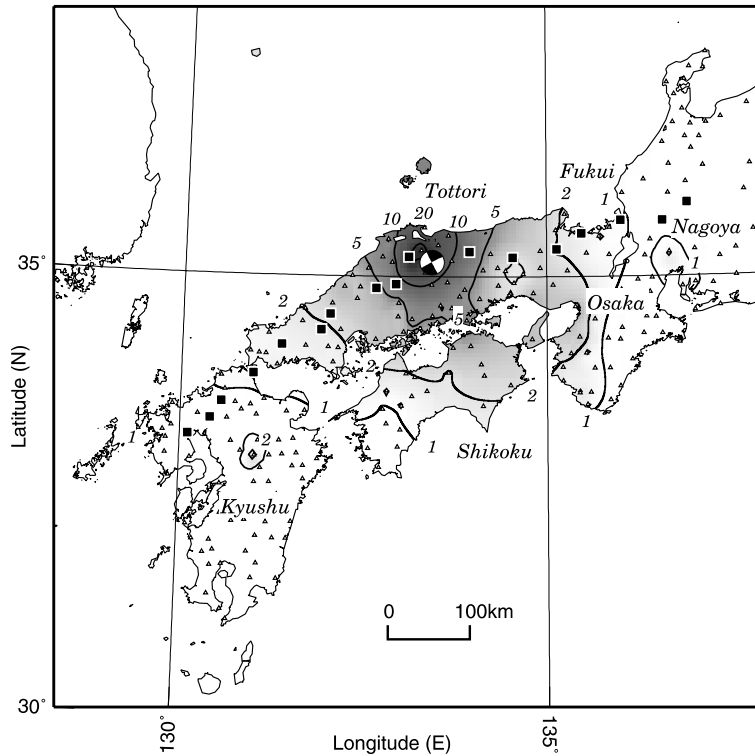 Fukui
Tottori
2
1
10
20
10
5
5
Nagoya
35°
1
2
Osaka
5
2
2
1
1
1
1
2
Shikoku
Kyushu
0
100km
30°
130°
135°
Longitude (E)
Latitude (N)